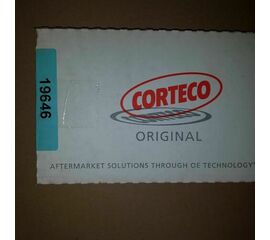 19646
CORTECO
ORIGINAL
AFTERMARKET SOLUTIONS THROUGH OE TECHNOLOGY